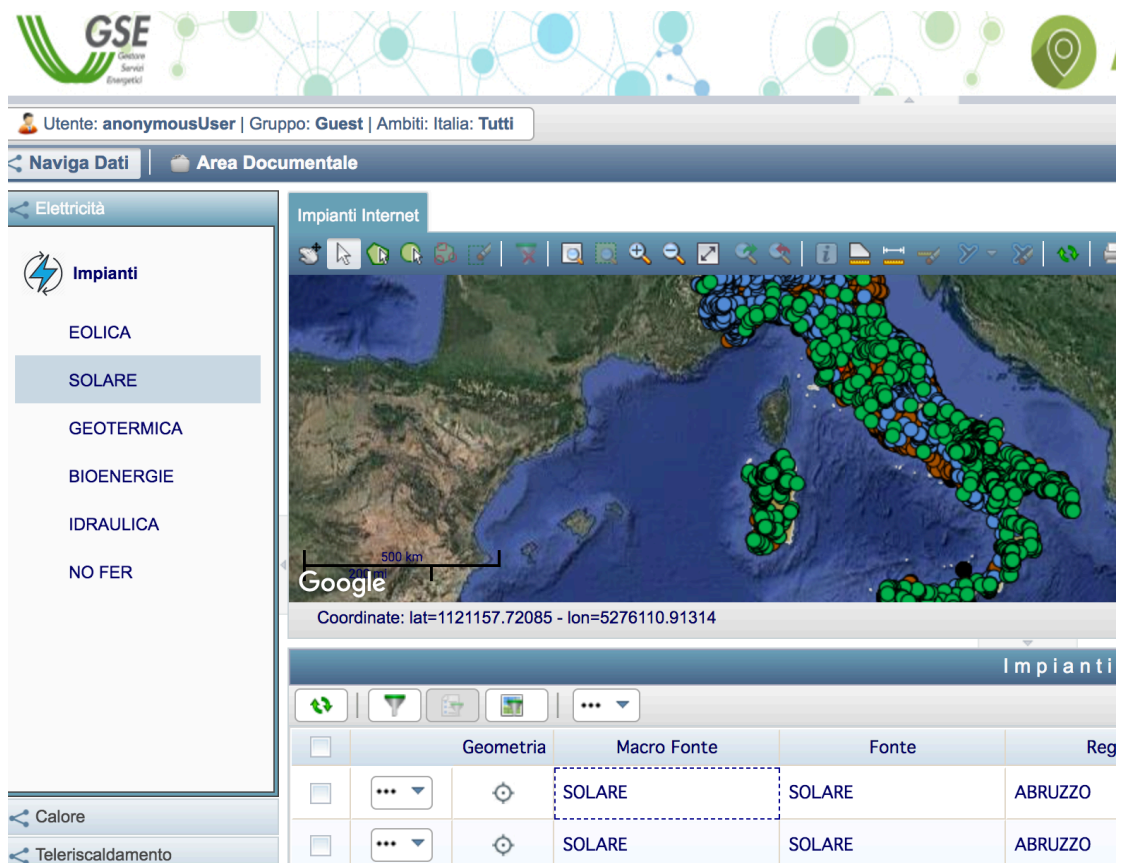 GSE
Gestore
Servizi
Energetici
Utente: anonymousUser | Gruppo: Guest | Ambiti: Italia: Tutti
Naviga Dati
Area Documentale
Elettricità
Impianti
EOLICA
SOLARE
GEOTERMICA
BIOENERGIE
IDRAULICA
NO FER
Calore
Teleriscaldamento
Impianti Internet
500 km
Google
Coordinate: lat=1121157.72085 - lon=5276110.91314
Impianti
Geometria Macro Fonte Fonte Reg
SOLARE SOLARE ABRUZZO
SOLARE SOLARE ABRUZZO